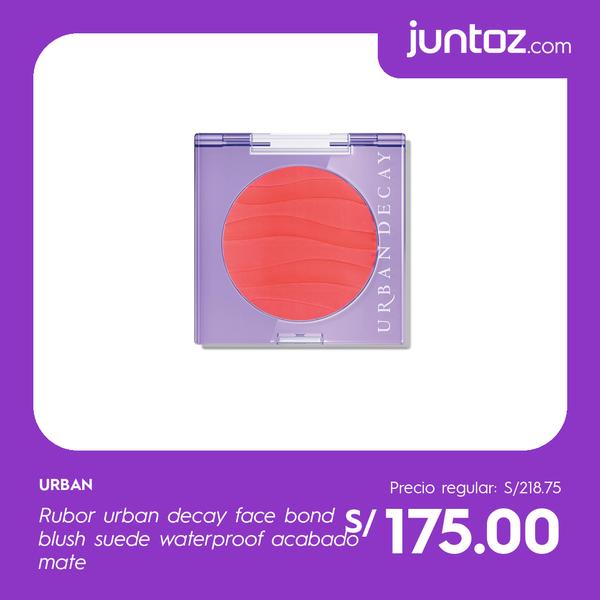 juntoz.com
URBAN DECAY
URBAN
Precio regular: S/218.75
Rubor urban decay face bond
blush suede waterproof acabado
mate
S/ 175.00